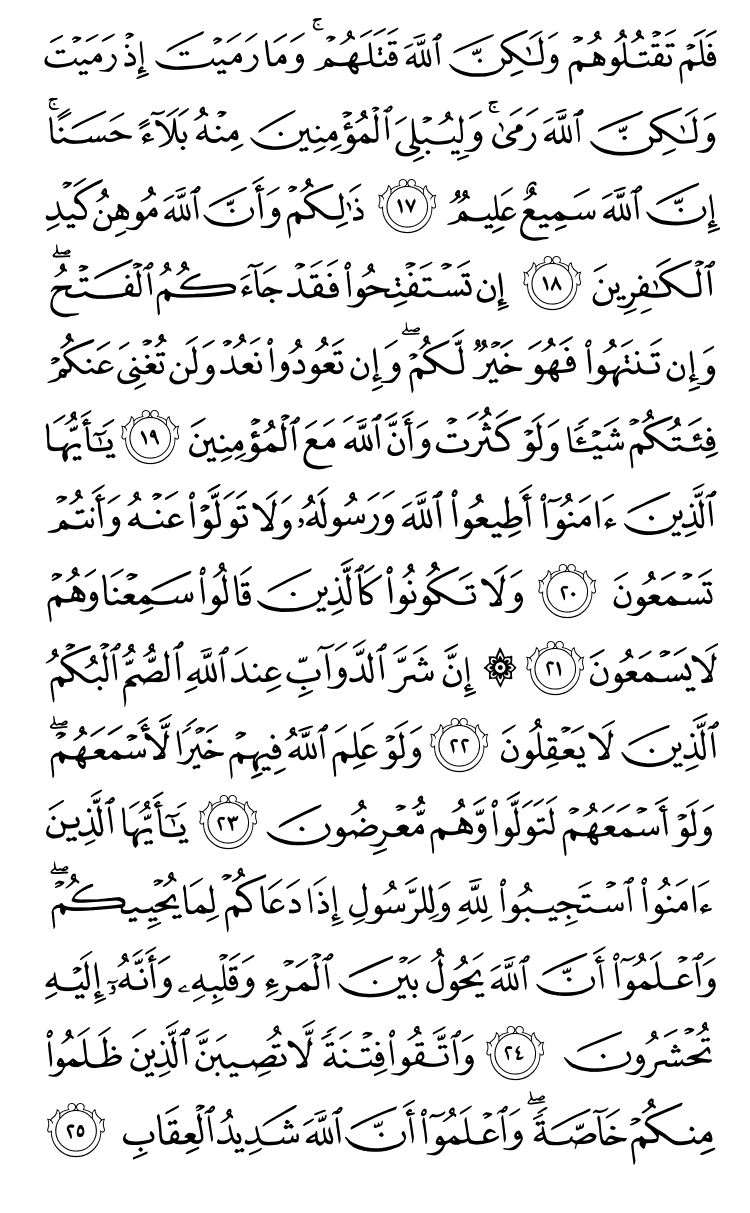 فَلَمۡ تَقۡتُلُوهُمۡ وَلَٰكِنَّ ٱللَّهَ قَتَلَهُمۡۚ وَمَا رَمَيۡتَ إِذۡ رَمَيۡتَ
وَلَٰكِنَّ ٱللَّهَ رَمَىٰۚ وَلِيُبۡلِيَ ٱلۡمُؤۡمِنِينَ مِنۡهُ بَلَآءً حَسَنًاۚ
إِنَّ ٱللَّهَ سَمِيعٌ عَلِيمٞ ١٧ ذَٰلِكُمۡ وَأَنَّ ٱللَّهَ مُوهِنُ كَيۡدِ
ٱلۡكَٰفِرِينَ ١٨ إِن تَسۡتَفۡتِحُواْ فَقَدۡ جَآءَكُمُ ٱلۡفَتۡحُۖ
وَإِن تَنتَهُواْ فَهُوَ خَيۡرٞ لَّكُمۡۖ وَإِن تَعُودُواْ نَعُدۡ وَلَن تُغۡنِيَ عَنكُمۡ
فِئَتُكُمۡ شَيۡـٔٗا وَلَوۡ كَثُرَتۡ وَأَنَّ ٱللَّهَ مَعَ ٱلۡمُؤۡمِنِينَ ١٩ يَٰٓأَيُّهَا
ٱلَّذِينَ ءَامَنُوٓاْ أَطِيعُواْ ٱللَّهَ وَرَسُولَهُۥ وَلَا تَوَلَّوۡاْ عَنۡهُ وَأَنتُمۡ
تَسۡمَعُونَ ٢٠ وَلَا تَكُونُواْ كَٱلَّذِينَ قَالُواْ سَمِعۡنَا وَهُمۡ
لَا يَسۡمَعُونَ ٢١ ۞ إِنَّ شَرَّ ٱلدَّوَآبِّ عِندَ ٱللَّهِ ٱلصُّمُّ ٱلۡبُكۡمُ
ٱلَّذِينَ لَا يَعۡقِلُونَ ٢٢ وَلَوۡ عَلِمَ ٱللَّهُ فِيهِمۡ خَيۡرٗا لَّأَسۡمَعَهُمۡۖ
وَلَوۡ أَسۡمَعَهُمۡ لَتَوَلَّواْ وَّهُم مُّعۡرِضُونَ ٢٣ يَٰٓأَيُّهَا ٱلَّذِينَ
ءَامَنُواْ ٱسۡتَجِيبُواْ لِلَّهِ وَلِلرَّسُولِ إِذَا دَعَاكُمۡ لِمَا يُحۡيِيكُمۡۖ
وَٱعۡلَمُوٓاْ أَنَّ ٱللَّهَ يَحُولُ بَيۡنَ ٱلۡمَرۡءِ وَقَلۡبِهِۦ وَأَنَّهُۥٓ إِلَيۡهِ
تُحۡشَرُونَ ٢٤ وَٱتَّقُواْ فِتۡنَةٗ لَّا تُصِيبَنَّ ٱلَّذِينَ ظَلَمُواْ
مِنكُمۡ خَآصَّةٗۖ وَٱعۡلَمُوٓاْ أَنَّ ٱللَّهَ شَدِيدُ ٱلۡعِقَابِ ٢٥